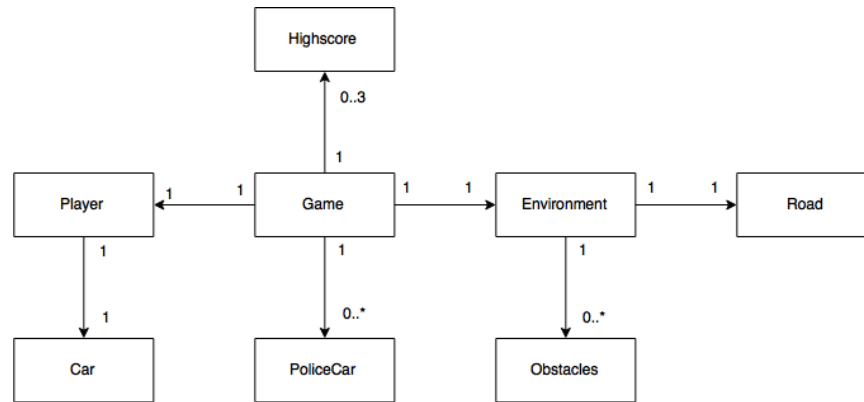 Highscore
0..3
1
Player
1
1
Game
1
1
Environment
1
1
Road
1
1
1
1
0..*
0..*
Car
PoliceCar
Obstacles